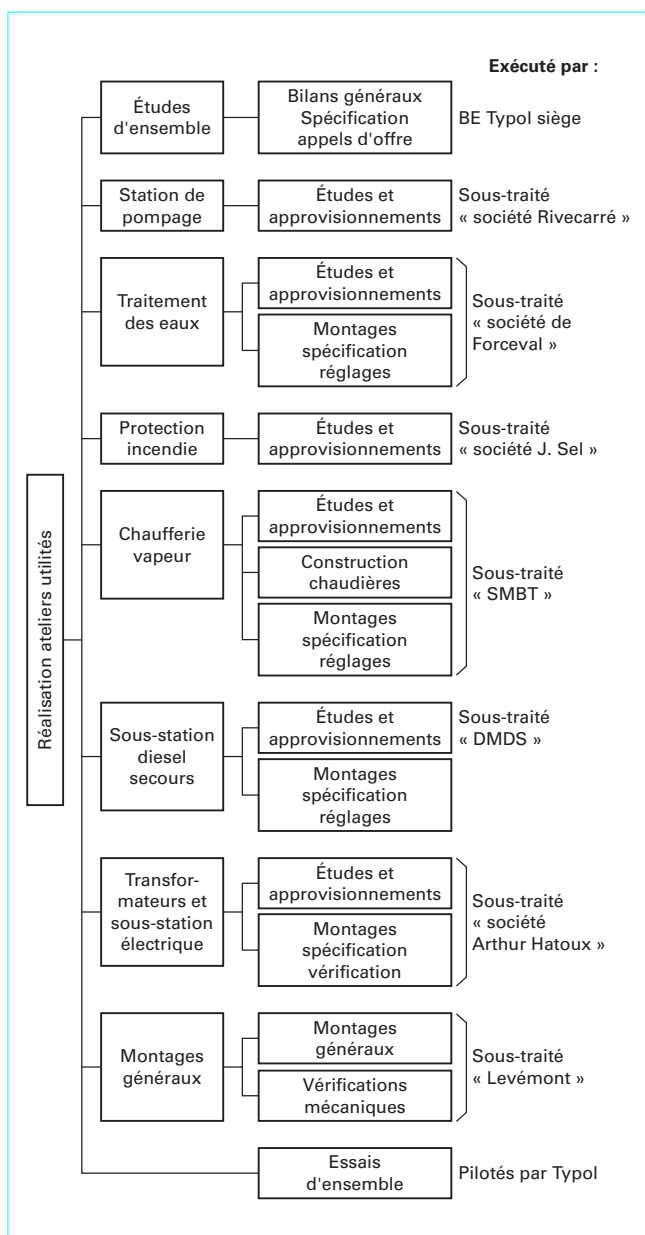 Exécuté par :
Réalisation ateliers utilités
Études
d'ensemble
Bilans généraux
Spécification
appels d'offre
BE Typol siège
Station de
pompage
Études et
approvisionnements
Sous-traité
« société Rivecarré »
Traitement
des eaux
Études et
approvisionnements
Montages
spécification
réglages
Sous-traité
« société de
Forceval »
Protection
incendie
Études et
approvisionnements
Sous-traité
« société J. Sel »
Chaufferie
vapeur
Études et
approvisionnements
Construction
chaudières
Montages
spécification
réglages
Sous-traité
« SMBT »
Sous-station
diesel
secours
Études et
approvisionnements
Montages
spécification
réglages
Sous-traité
« DMDS »
Transfor-
mateurs et
sous-station
électrique
Études et
approvisionnements
Montages
spécification
vérification
Sous-traité
« société
Arthur Hatoux »
Montages
généraux
Montages
généraux
Vérifications
mécaniques
Sous-traité
« Levémont »
Essais
d'ensemble
Pilotés par Typol